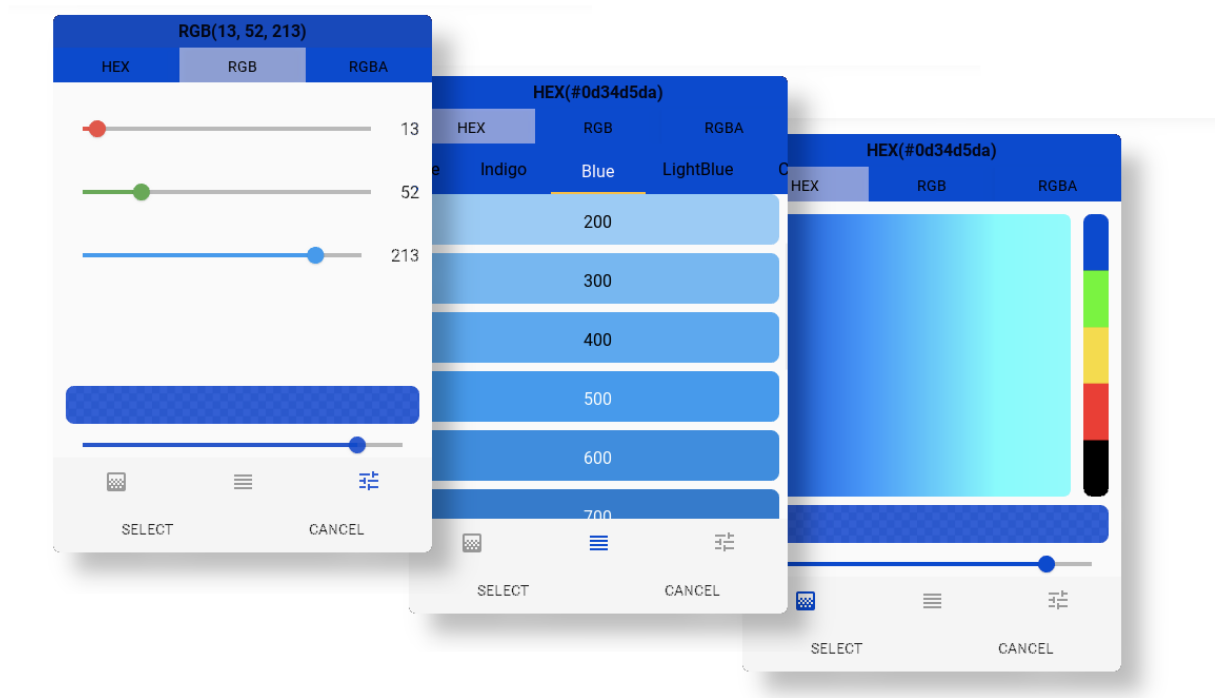 RGB(13, 52, 213)
HEX RGB RGBA
13
52
213
SELECT CANCEL
HEX(#0d34d5da)
HEX RGB RGBA
e Indigo Blue LightBlue C
200
300
400
500
600
700
SELECT CANCEL
HEX(#0d34d5da)
HEX RGB RGBA
SELECT CANCEL